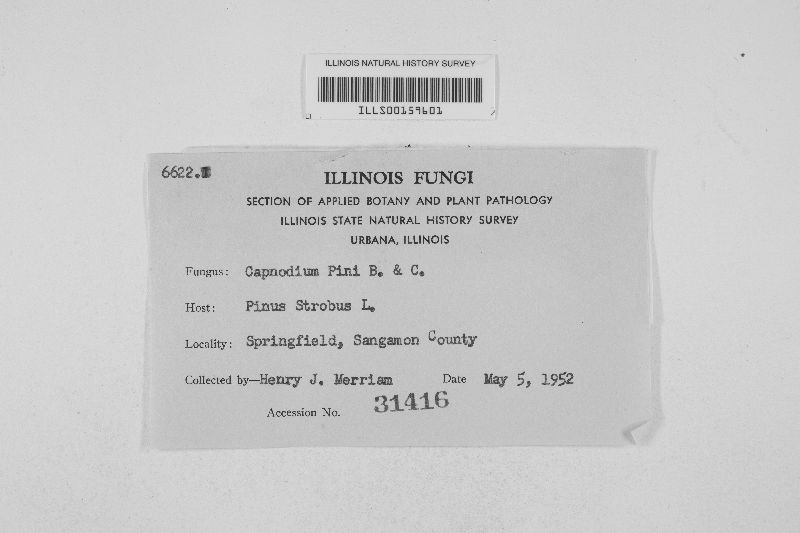 ILLINOIS NATURAL HISTORY SURVEY
ILLS00159601
6622.
ILLINOIS FUNGI
SECTION OF APPLIED BOTANY AND PLANT PATHOLOGY
ILLINOIS STATE NATURAL HISTORY SURVEY
URBANA, ILLINOIS
Fungus: Capnodium Pini B. & C.
Host: Pinus Strobus L.
Locality: Springfield, Sangamon County
Collected by—Henry J. Merriam Date May 5, 1952
Accession No. 31416